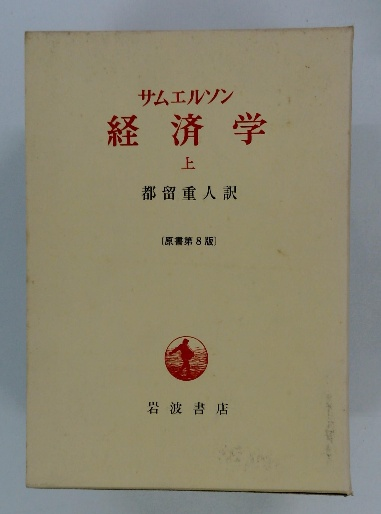 サムエルソン
経済学
上
都留重人訳
〔原書第8版〕
岩波書店